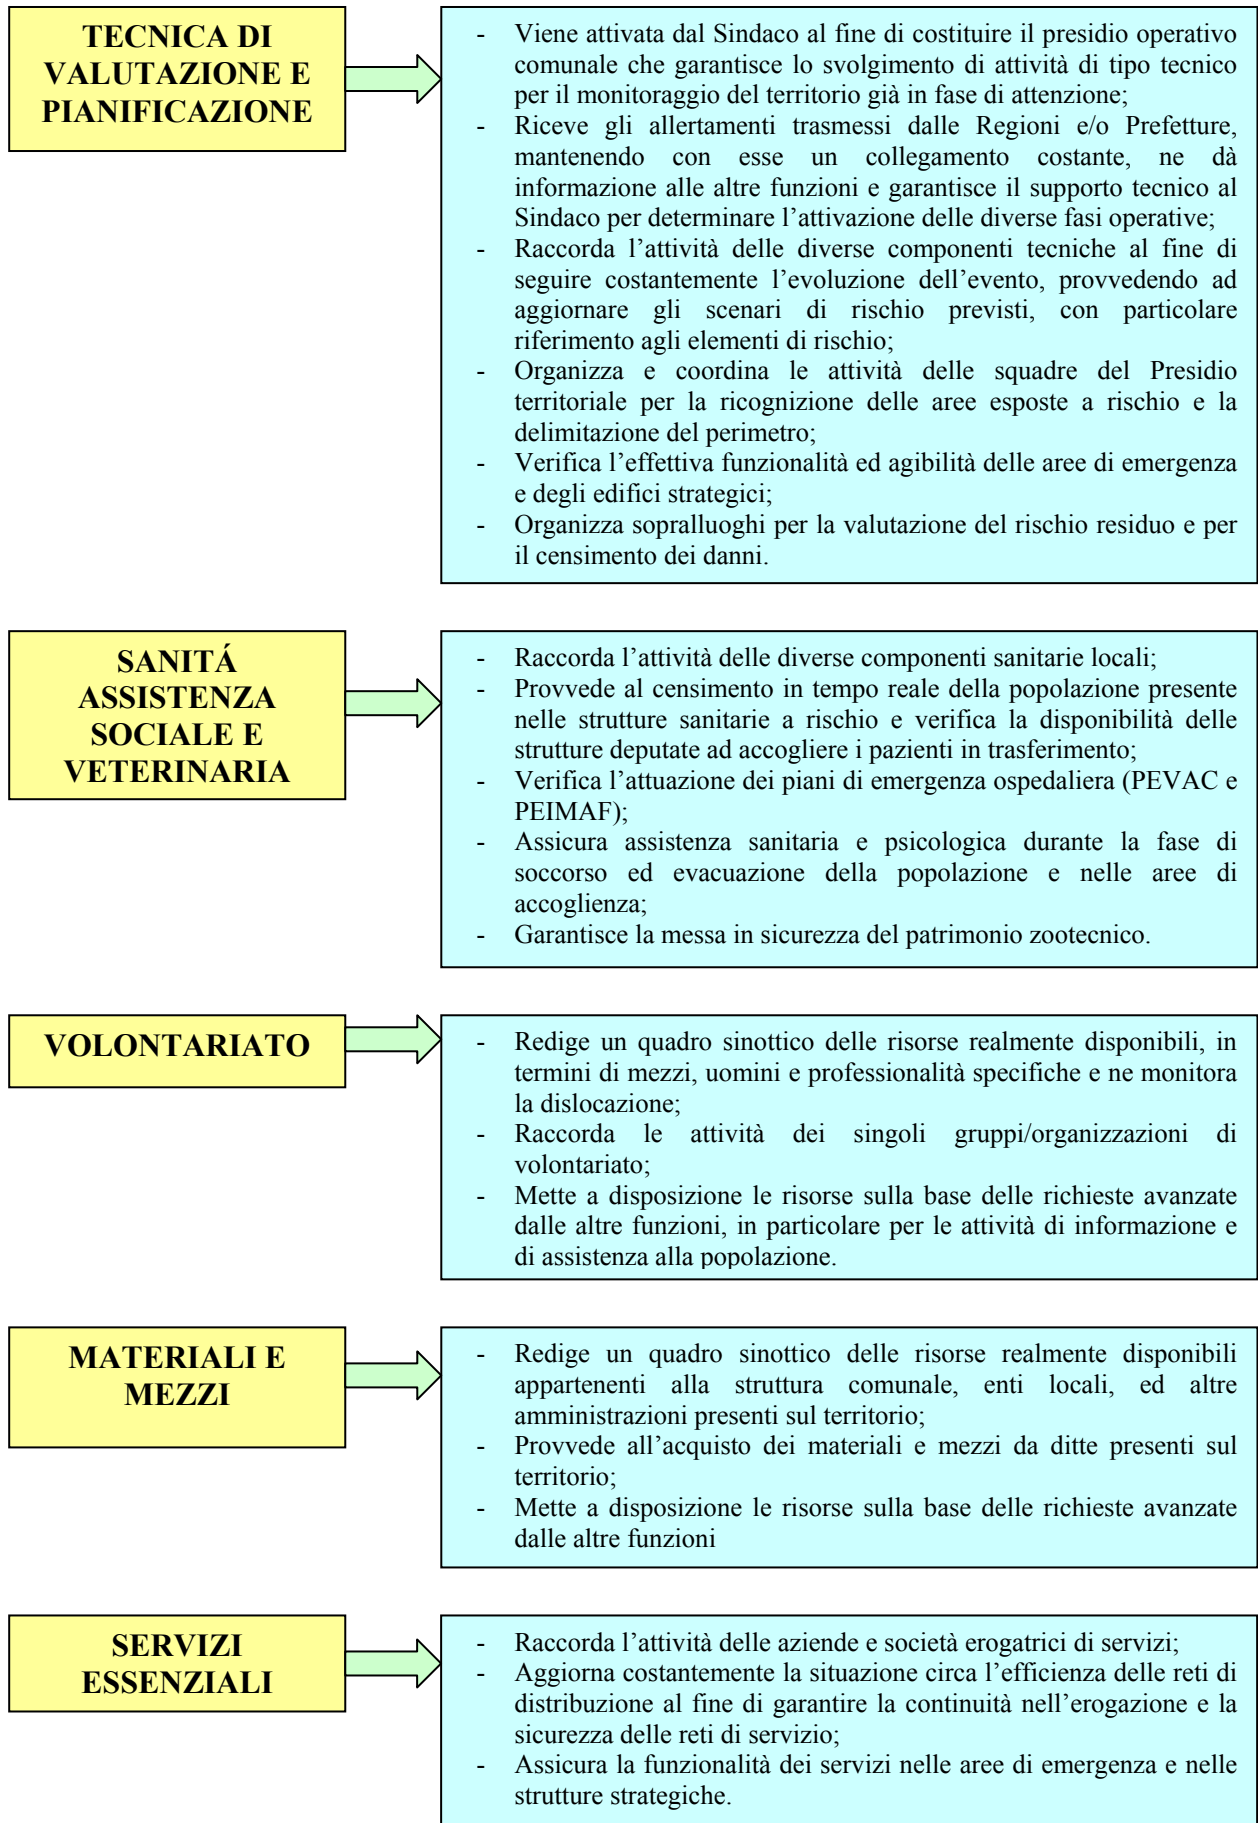 TECNICA DI
VALUTAZIONE E
PIANIFICAZIONE
- Viene attivata dal Sindaco al fine di costituire il presidio operativo
comunale che garantisce lo svolgimento di attività di tipo tecnico
per il monitoraggio del territorio già in fase di attenzione;
- Riceve gli allertamenti trasmessi dalle Regioni e/o Prefetture,
mantenendo con esse un collegamento costante, ne dà
informazione alle altre funzioni e garantisce il supporto tecnico al
Sindaco per determinare l’attivazione delle diverse fasi operative;
- Raccorda l’attività delle diverse componenti tecniche al fine di
seguire costantemente l’evoluzione dell’evento, provvedendo ad
aggiornare gli scenari di rischio previsti, con particolare
riferimento agli elementi di rischio;
- Organizza e coordina le attività delle squadre del Presidio
territoriale per la ricognizione delle aree esposte a rischio e la
delimitazione del perimetro;
- Verifica l’effettiva funzionalità ed agibilità delle aree di emergenza
e degli edifici strategici;
- Organizza sopralluoghi per la valutazione del rischio residuo e per
il censimento dei danni.
SANITÁ
ASSISTENZA
SOCIALE E
VETERINARIA
- Raccorda l’attività delle diverse componenti sanitarie locali;
- Provvede al censimento in tempo reale della popolazione presente
nelle strutture sanitarie a rischio e verifica la disponibilità delle
strutture deputate ad accogliere i pazienti in trasferimento;
- Verifica l’attuazione dei piani di emergenza ospedaliera (PEVAC e
PEIMAF);
- Assicura assistenza sanitaria e psicologica durante la fase di
soccorso ed evacuazione della popolazione e nelle aree di
accoglienza;
- Garantisce la messa in sicurezza del patrimonio zootecnico.
VOLONTARIATO
- Redige un quadro sinottico delle risorse realmente disponibili, in
termini di mezzi, uomini e professionalità specifiche e ne monitora
la dislocazione;
- Raccorda le attività dei singoli gruppi/organizzazioni di
volontariato;
- Mette a disposizione le risorse sulla base delle richieste avanzate
dalle altre funzioni, in particolare per le attività di informazione e
di assistenza alla popolazione.
MATERIALI E
MEZZI
- Redige un quadro sinottico delle risorse realmente disponibili
appartenenti alla struttura comunale, enti locali, ed altre
amministrazioni presenti sul territorio;
- Provvede all’acquisto dei materiali e mezzi da ditte presenti sul
territorio;
- Mette a disposizione le risorse sulla base delle richieste avanzate
dalle altre funzioni
SERVIZI
ESSENZIALI
- Raccorda l’attività delle aziende e società erogatrici di servizi;
- Aggiorna costantemente la situazione circa l’efficienza delle reti di
distribuzione al fine di garantire la continuità nell’erogazione e la
sicurezza delle reti di servizio;
- Assicura la funzionalità dei servizi nelle aree di emergenza e nelle
strutture strategiche.